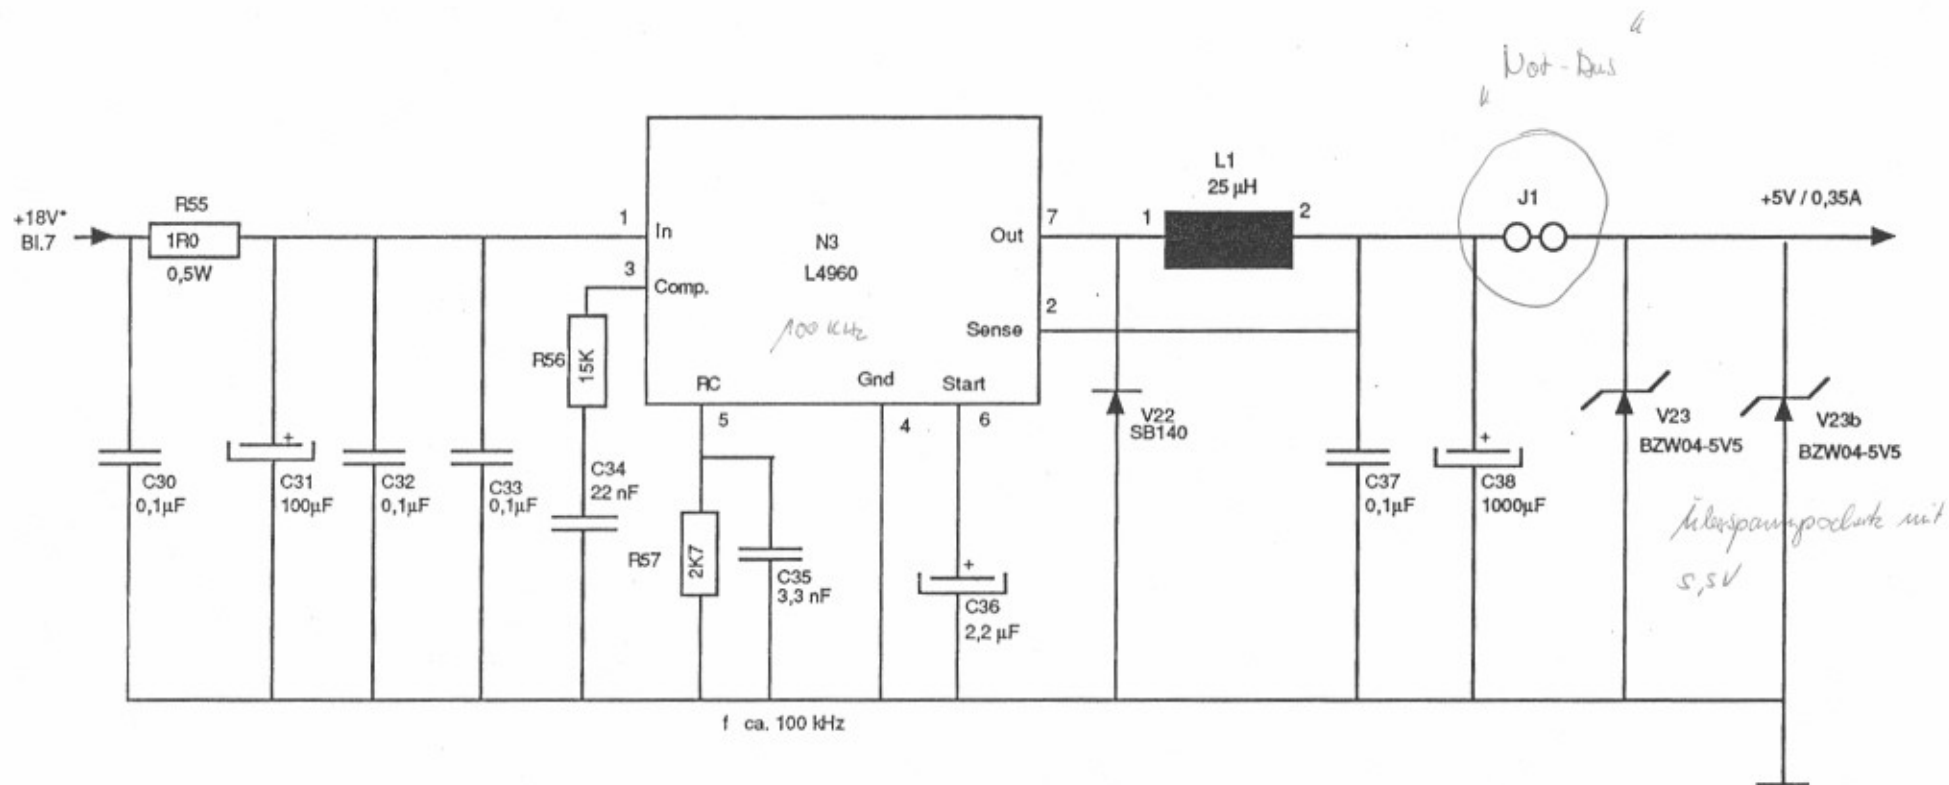 "Not-Aus"
+18V*
Bl.7
R55
1R0
0,5W
1
In
3
Comp.
N3
L4960
100 kHz
Out
7
Sense
2
RC
5
Gnd
4
Start
6
R56
15K
C34
22 nF
R57
2K7
C35
3,3 nF
C36
2,2 µF
C30
0,1µF
C31
+
100µF
C32
0,1µF
C33
0,1µF
+
L1
25 µH
1
2
V22
SB140
C37
0,1µF
+
C38
1000µF
J1
+5V / 0,35A
V23
BZW04-5V5
V23b
BZW04-5V5
mit
5,5V
f ca. 100 kHz